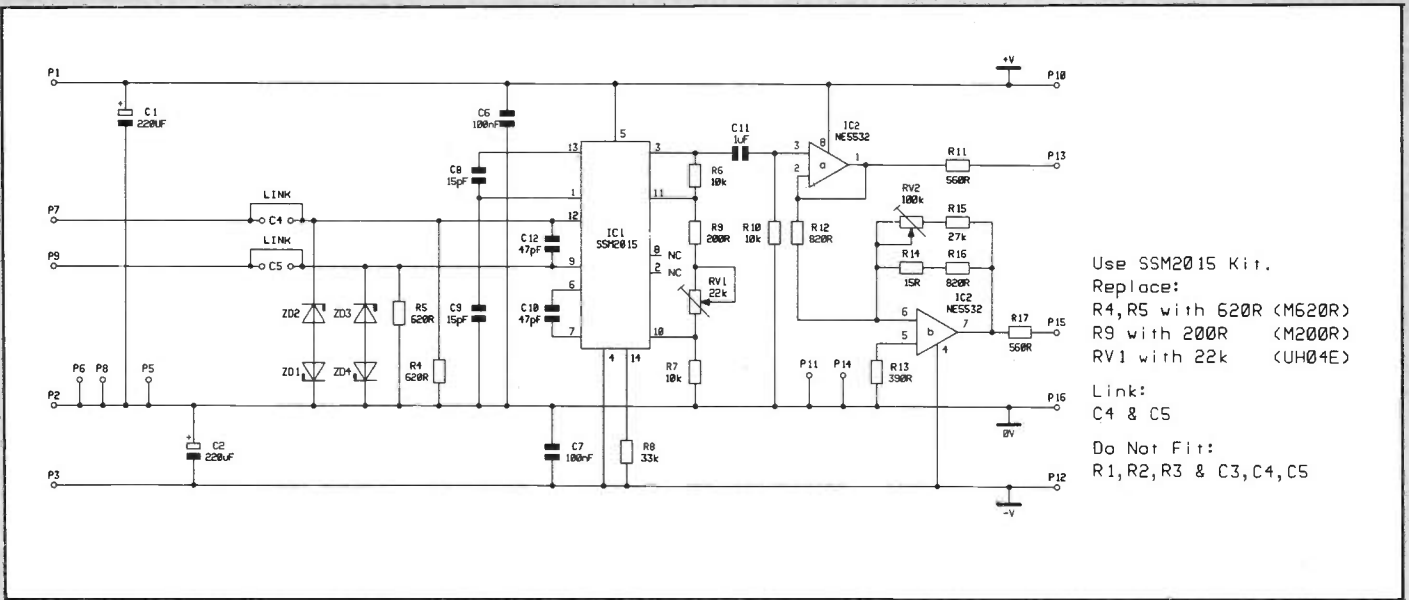 P1
+V
P10
+
C1
220UF
C6
100nF
5
C11
1uF
IC2
NE5532
8
3
a
1
2
R11
560R
P13
13
3
C8
15pF
R6
10k
1
11
RV2
100k
R15
27k
LINK
P7
C4
12
IC1
SSM2015
R9
200R
R10
10k
R12
820R
R14
15R
R16
820R
LINK
P9
C5
C12
47pF
9
8 NC
2 NC
RV1
22k
6
C10
47pF
7
10
C9
15pF
IC2
NE5532
6
b
7
5
4
R17
560R
P15
ZD2
ZD3
R5
620R
ZD1
ZD4
R4
620R
4
14
R7
10k
R13
390R
P6
P8
P5
P11
P14
P2
P16
0V
+
C2
220uF
C7
100nF
R8
33k
P3
P12
-V
Use SSM2015 Kit.
Replace:
R4,R5 with 620R (M620R)
R9 with 200R (M200R)
RV1 with 22k (UH04E)
Link:
C4 & C5
Do Not Fit:
R1,R2,R3 & C3,C4,C5